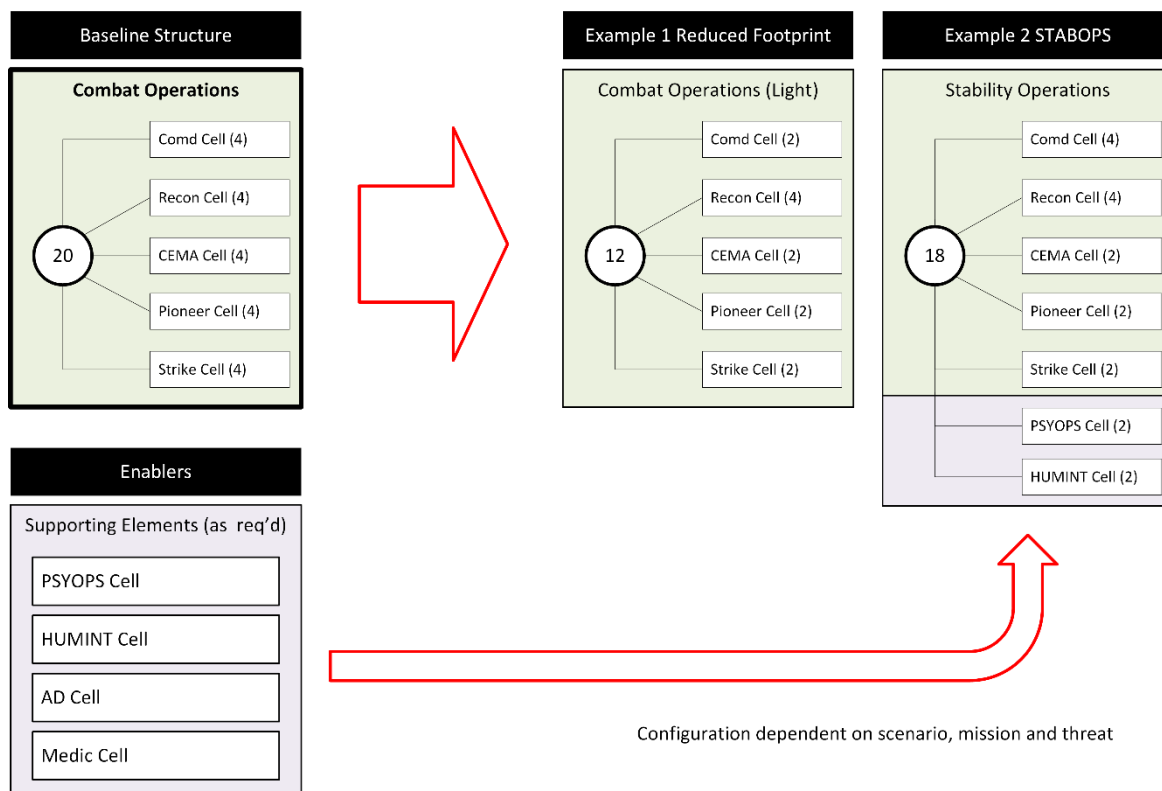 Baseline Structure
Combat Operations
Comd Cell (4)
Recon Cell (4)
20
CEMA Cell (4)
Pioneer Cell (4)
Strike Cell (4)
Example 1 Reduced Footprint
Combat Operations (Light)
Comd Cell (2)
Recon Cell (4)
12
CEMA Cell (2)
Pioneer Cell (2)
Strike Cell (2)
Example 2 STABOPS
Stability Operations
Comd Cell (4)
Recon Cell (4)
18
CEMA Cell (2)
Pioneer Cell (2)
Strike Cell (2)
PSYOPS Cell (2)
HUMINT Cell (2)
Enablers
Supporting Elements (as req’d)
PSYOPS Cell
HUMINT Cell
AD Cell
Medic Cell
Configuration dependent on scenario, mission and threat